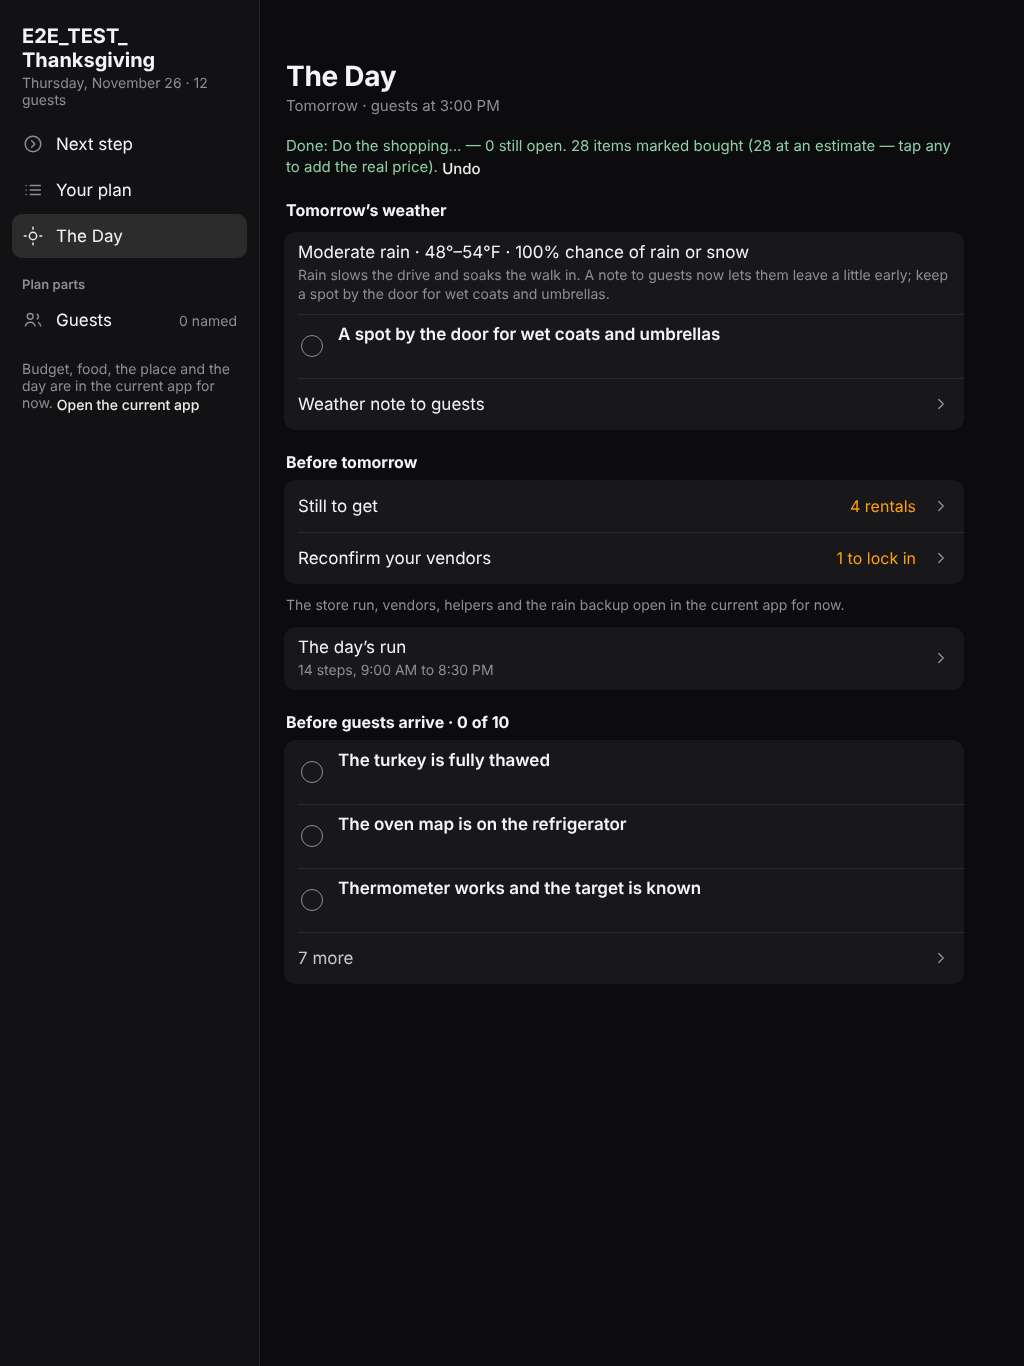 E2E_TEST_
Thanksgiving
Thursday, November 26 · 12
guests
Next step
Your plan
The Day
Plan parts
Guests 0 named
Budget, food, the place and the
day are in the current app for
now. Open the current app
The Day
Tomorrow · guests at 3:00 PM
Done: Do the shopping... — 0 still open. 28 items marked bought (28 at an estimate — tap any
to add the real price). Undo
Tomorrow’s weather
Moderate rain · 48°–54°F · 100% chance of rain or snow
Rain slows the drive and soaks the walk in. A note to guests now lets them leave a little early; keep
a spot by the door for wet coats and umbrellas.
A spot by the door for wet coats and umbrellas
Weather note to guests
Before tomorrow
Still to get 4 rentals
Reconfirm your vendors 1 to lock in
The store run, vendors, helpers and the rain backup open in the current app for now.
The day’s run
14 steps, 9:00 AM to 8:30 PM
Before guests arrive · 0 of 10
The turkey is fully thawed
The oven map is on the refrigerator
Thermometer works and the target is known
7 more